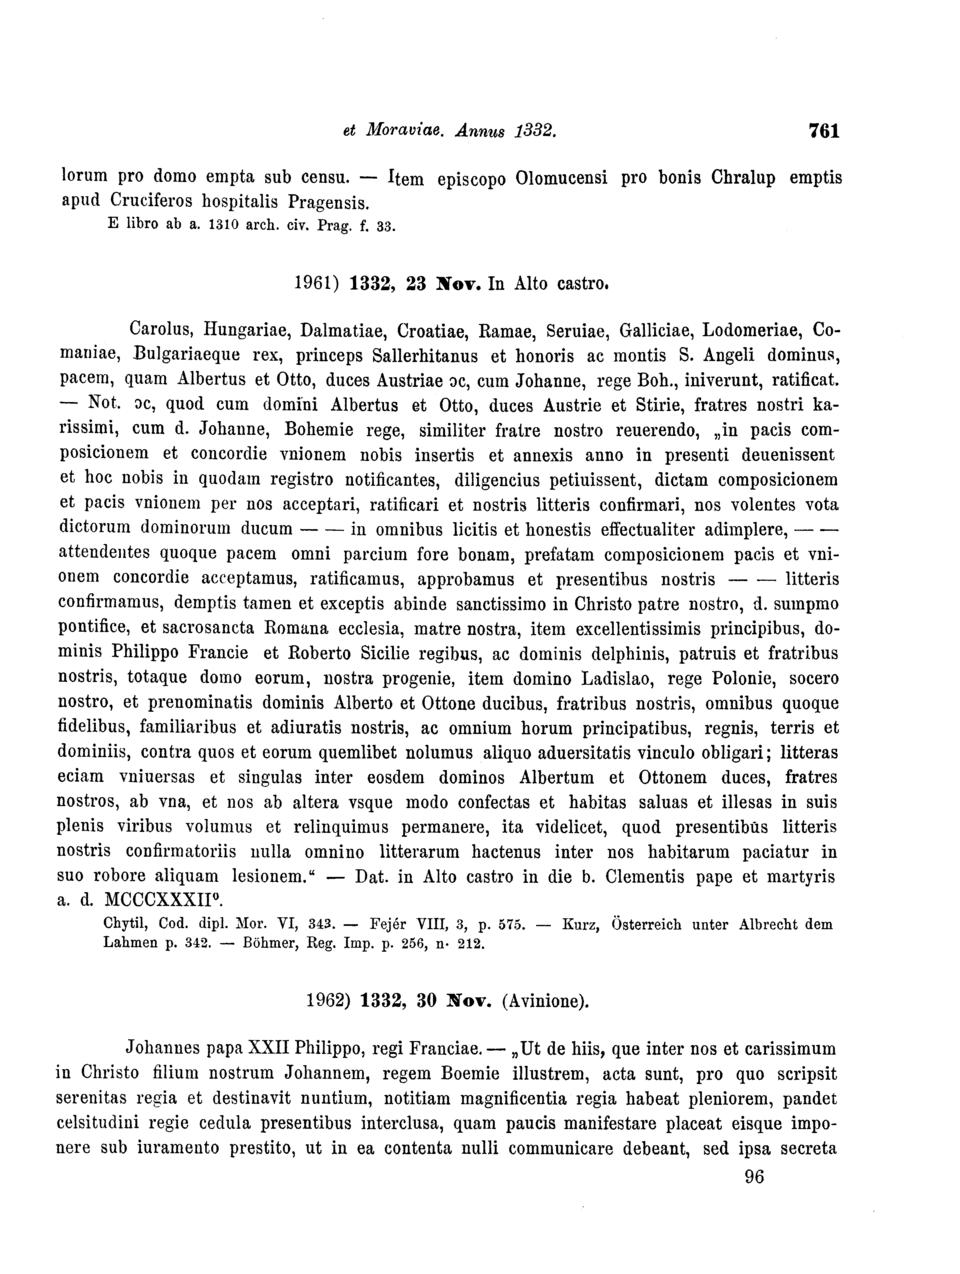 et Moraviae. Annus 1332. 761
lorum pro domo empta sub censu. — Item episcopo Olomucensi pro bonis Chralup emptis
apud Cruciferos hospitalis Pragensis.
E libro ab a. 1310 arch. civ. Prag. f. 33.
1961) 1332, 23 Nov. In Alto castro.
Carolus, Hungariae, Dalmatiae, Croatiae, Ramae, Seruiae, Galliciae, Lodomeriae, Co-
maniae, Bulgariaeque rex, princeps Sallerhitanus et honoris ac montis S. Angeli dominus,
pacem, quam Albertus et Otto, duces Austriae ɔc, cum Johanne, rege Boh., iniverunt, ratificat.
— Not. ɔc, quod cum domini Albertus et Otto, duces Austrie et Stirie, fratres nostri ka-
rissimi, cum d. Johanne, Bohemie rege, similiter fratre nostro reuerendo, „in pacis com-
posicionem et concordie vnionem nobis insertis et annexis anno in presenti deuenissent
et hoc nobis in quodam registro notificantes, diligencius petiuissent, dictam composicionem
et pacis vnionem per nos acceptari, ratificari et nostris litteris confirmari, nos volentes vota
dictorum dominorum ducum — — in omnibus licitis et honestis effectualiter adimplere, — —
attendentes quoque pacem omni parcium fore bonam, prefatam composicionem pacis et vni-
onem concordie acceptamus, ratificamus, approbamus et presentibus nostris — — litteris
confirmamus, demptis tamen et exceptis abinde sanctissimo in Christo patre nostro, d. sumpmo
pontifice, et sacrosancta Romana ecclesia, matre nostra, item excellentissimis principibus, do-
minis Philippo Francie et Roberto Sicilie regibus, ac dominis delphinis, patruis et fratribus
nostris, totaque domo eorum, nostra progenie, item domino Ladislao, rege Polonie, socero
nostro, et prenominatis dominis Alberto et Ottone ducibus, fratribus nostris, omnibus quoque
fidelibus, familiaribus et adiuratis nostris, ac omnium horum principatibus, regnis, terris et
dominiis, contra quos et eorum quemlibet nolumus aliquo aduersitatis vinculo obligari; litteras
eciam vniuersas et singulas inter eosdem dominos Albertum et Ottonem duces, fratres
nostros, ab vna, et nos ab altera vsque modo confectas et habitas saluas et illesas in suis
plenis viribus volumus et relinquimus permanere, ita videlicet, quod presentibus litteris
nostris confirmatoriis nulla omnino litterarum hactenus inter nos habitarum paciatur in
suo robore aliquam lesionem.“ — Dat. in Alto castro in die b. Clementis pape et martyris
a. d. MCCCXXXII⁰.
Chytil, Cod. dipl. Mor. VI, 343. — Fejér VIII, 3, p. 575. — Kurz, Österreich unter Albrecht dem
Lahmen p. 342. — Böhmer, Reg. Imp. p. 256, n· 212.
1962) 1332, 30 Nov. (Avinione).
Johannes papa XXII Philippo, regi Franciae. — „Ut de hiis, que inter nos et carissimum
in Christo filium nostrum Johannem, regem Boemie illustrem, acta sunt, pro quo scripsit
serenitas regia et destinavit nuntium, notitiam magnificentia regia habeat pleniorem, pandet
celsitudini regie cedula presentibus interclusa, quam paucis manifestare placeat eisque impo-
nere sub iuramento prestito, ut in ea contenta nulli communicare debeant, sed ipsa secreta
96